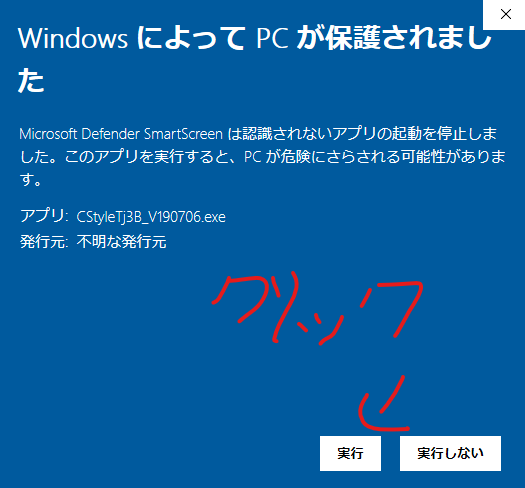 Windows によって PC が保護されまし
た
Microsoft Defender SmartScreen は認識されないアプリの起動を停止しま
した。このアプリを実行すると、PC が危険にさらされる可能性がありま
す。
アプリ: CStyleTj3B_V190706.exe
発行元: 不明な発行元
クリック
実行 実行しない